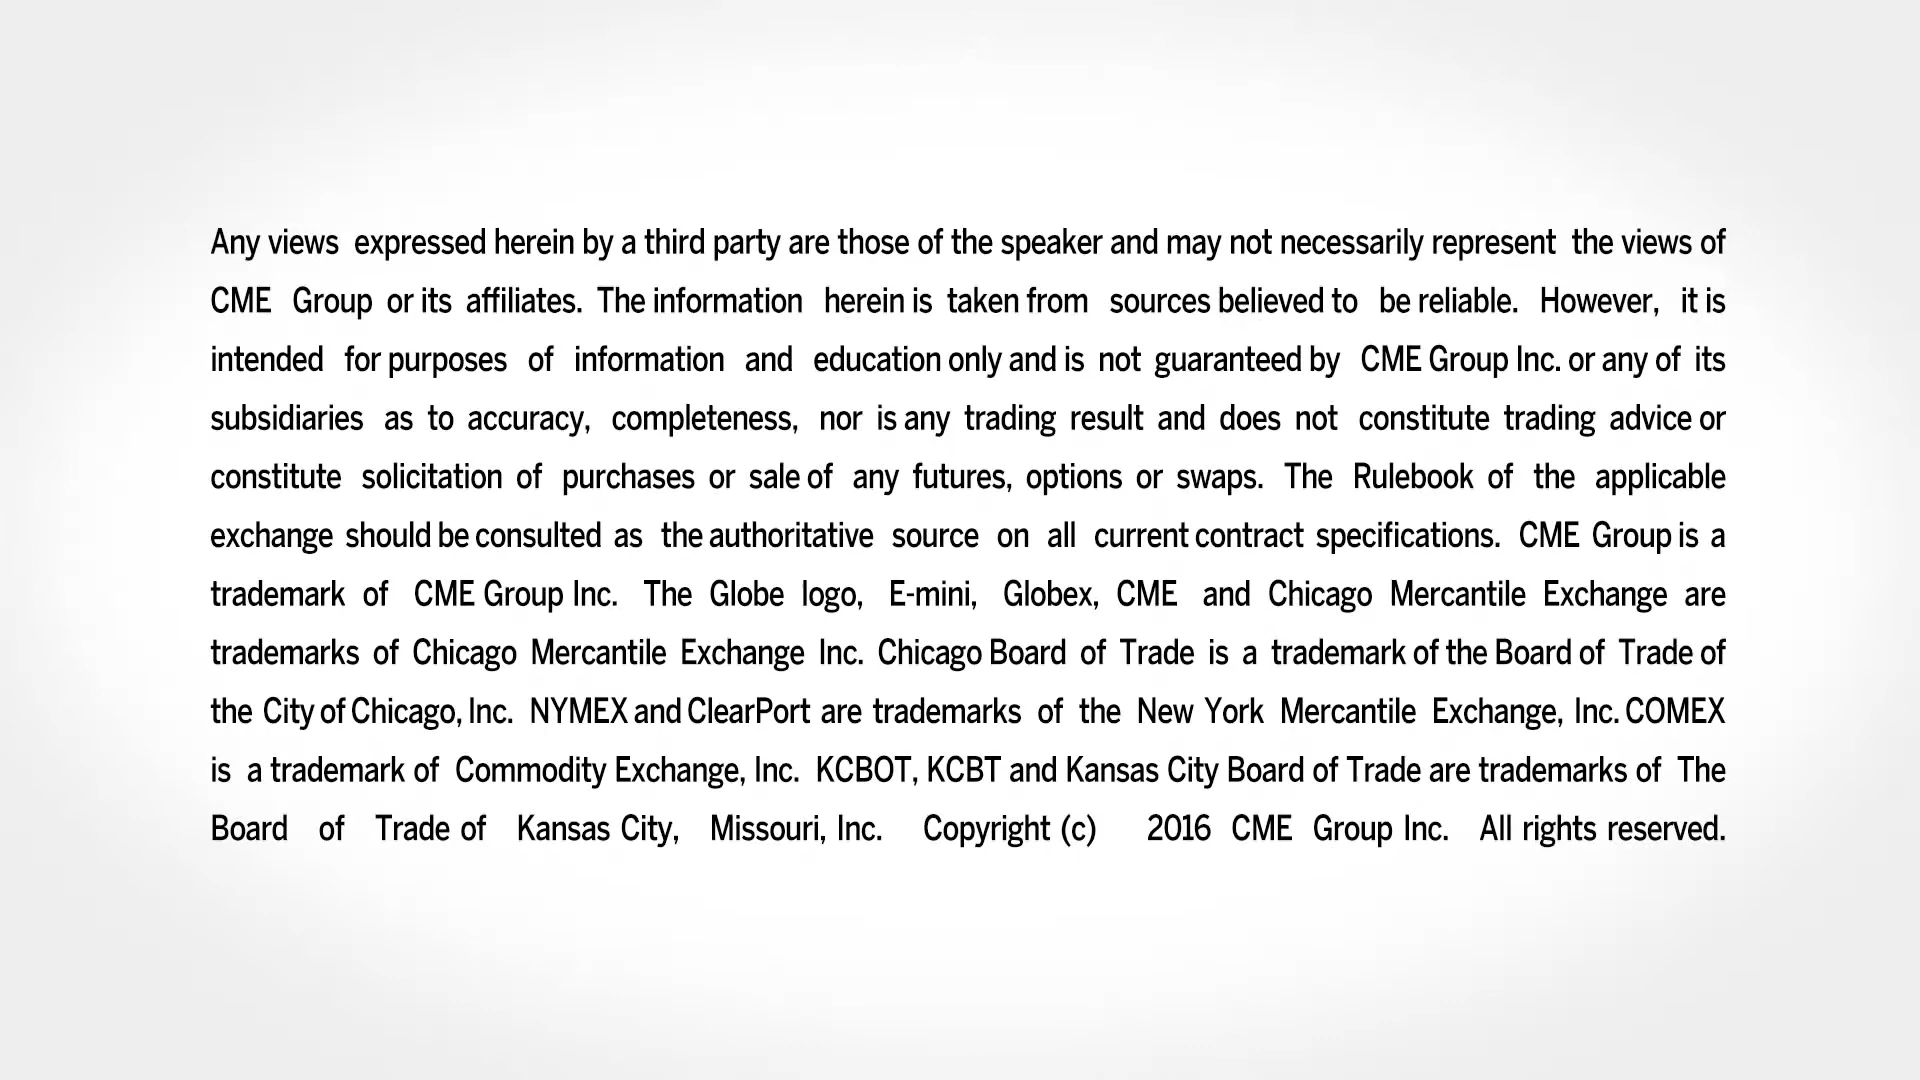 Any views expressed herein by a third party are those of the speaker and may not necessarily represent the views of
CME Group or its affiliates. The information herein is taken from sources believed to be reliable. However, it is
intended for purposes of information and education only and is not guaranteed by CME Group Inc. or any of its
subsidiaries as to accuracy, completeness, nor is any trading result and does not constitute trading advice or
constitute solicitation of purchases or sale of any futures, options or swaps. The Rulebook of the applicable
exchange should be consulted as the authoritative source on all current contract specifications. CME Group is a
trademark of CME Group Inc. The Globe logo, E-mini, Globex, CME and Chicago Mercantile Exchange are
trademarks of Chicago Mercantile Exchange Inc. Chicago Board of Trade is a trademark of the Board of Trade of
the City of Chicago, Inc. NYMEX and ClearPort are trademarks of the New York Mercantile Exchange, Inc. COMEX
is a trademark of Commodity Exchange, Inc. KCBOT, KCBT and Kansas City Board of Trade are trademarks of The
Board of Trade of Kansas City, Missouri, Inc. Copyright (c) 2016 CME Group Inc. All rights reserved.